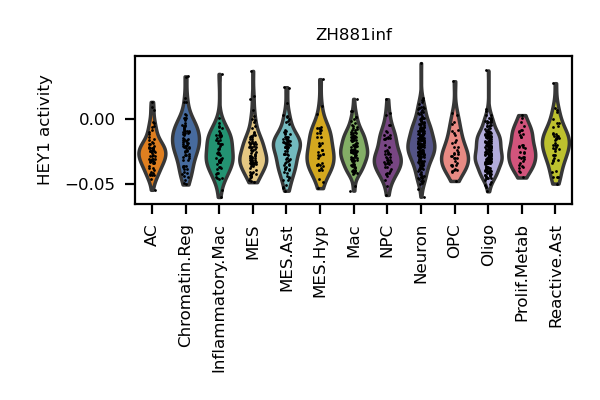 ZH881inf
HEY1 activity
0.00
−0.05
AC
Chromatin.Reg
Inflammatory.Mac
MES
MES.Ast
MES.Hyp
Mac
NPC
Neuron
OPC
Oligo
Prolif.Metab
Reactive.Ast